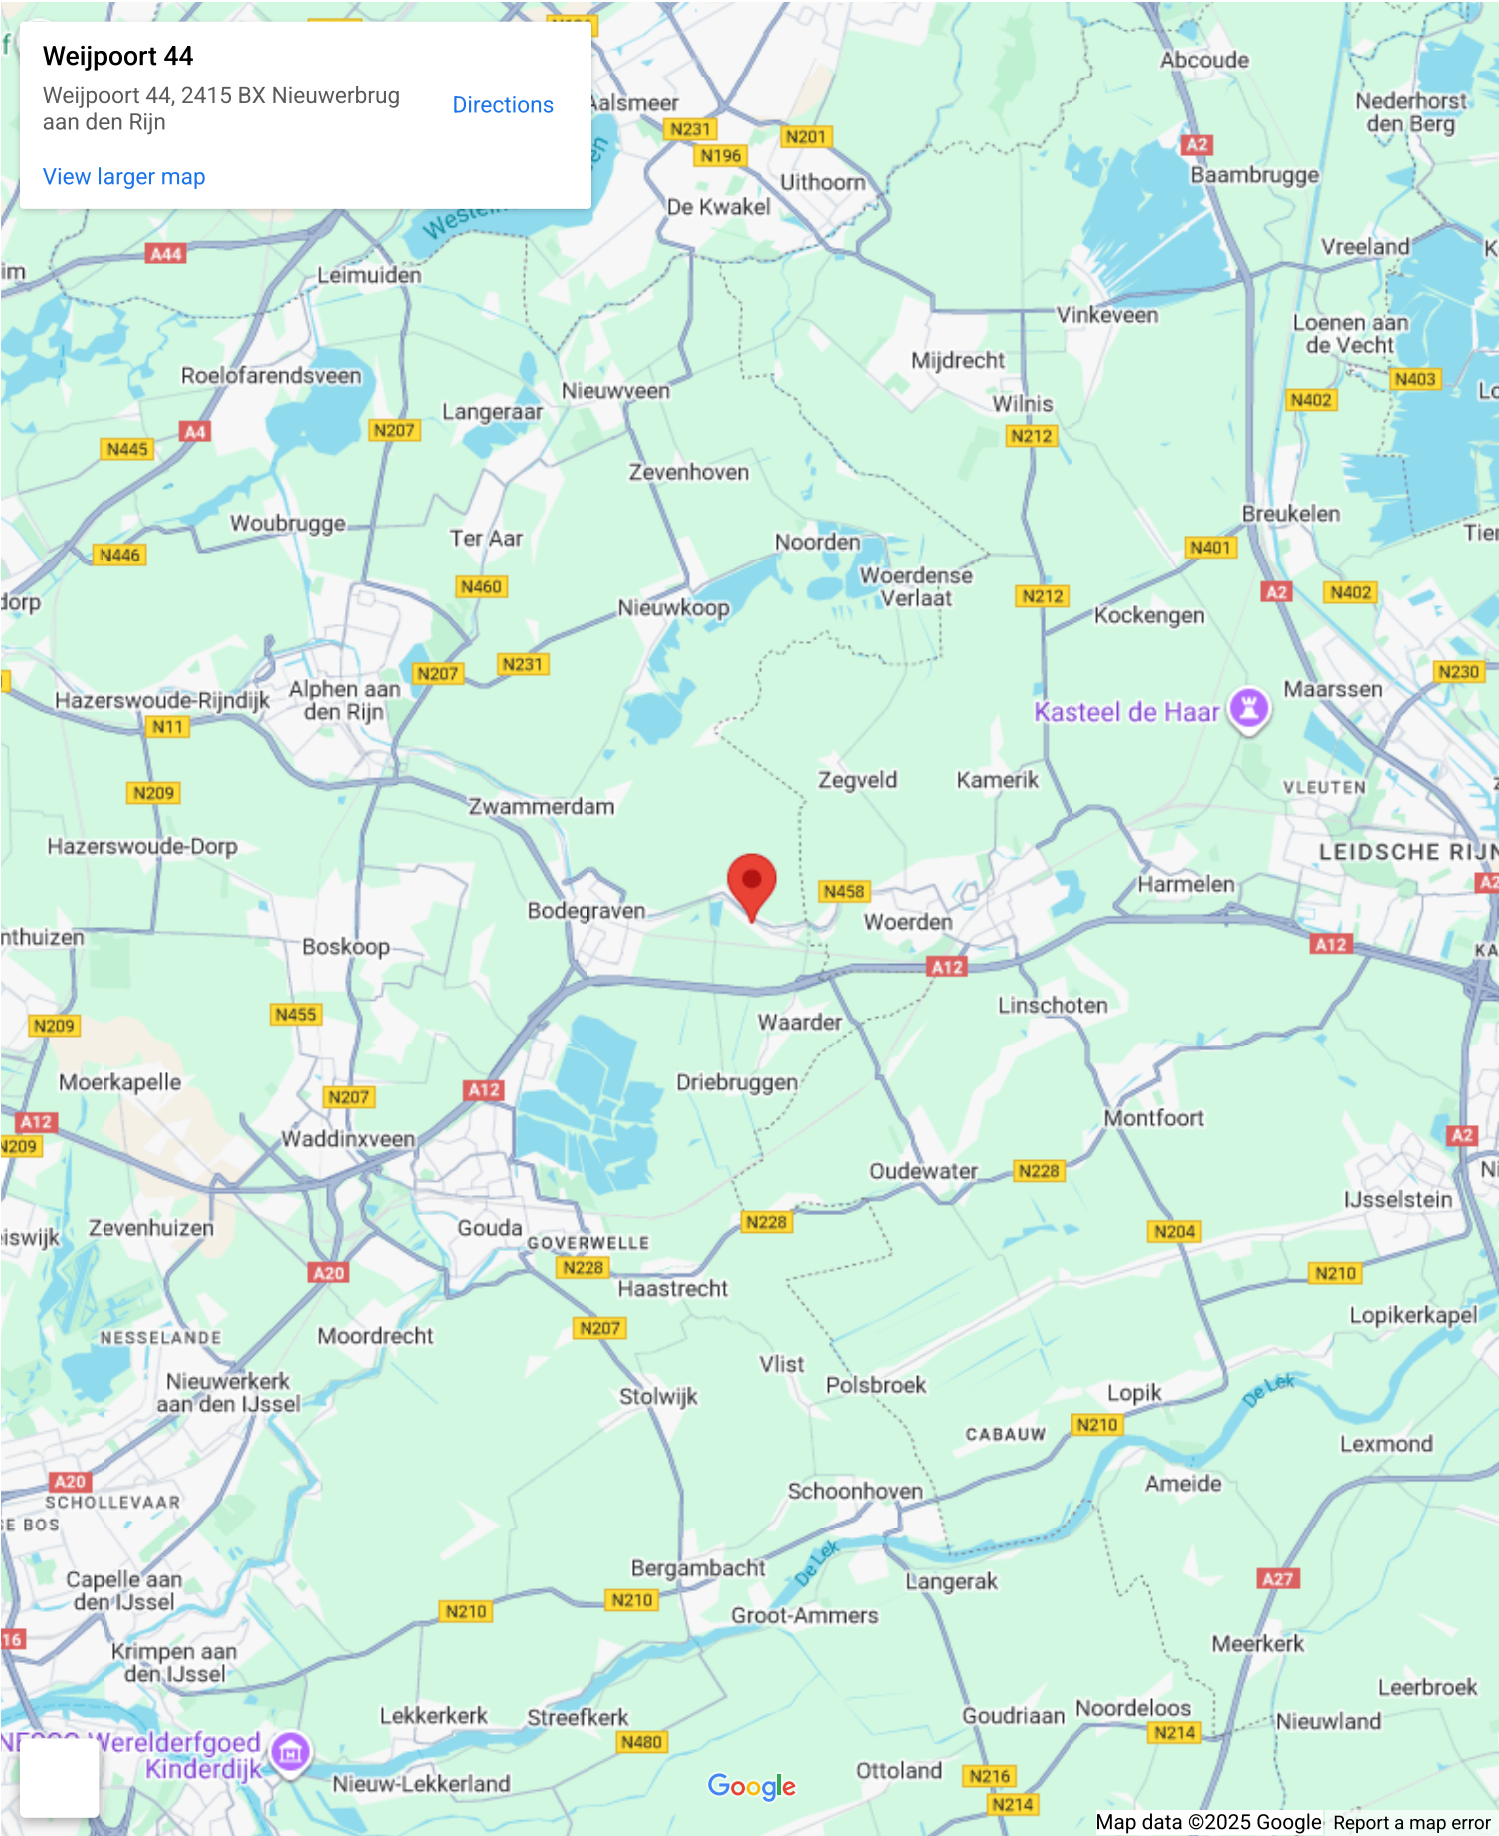 Weijpoort 44
Weijpoort 44, 2415 BX Nieuwerbrug
aan den Rijn
Directions
View larger map
Abcoude
Nederhorst
den Berg
Aalsmeer
N231
N201
N196
A2
Baambrugge
Uithoorn
De Kwakel
Vreeland
A44
Leimuiden
Vinkeveen
Loenen aan
de Vecht
Mijdrecht
Roelofarendsveen
N403
Nieuwveen
N402
Langeraar
Wilnis
A4
N207
N212
N445
Zevenhoven
Woubrugge
Breukelen
Ter Aar
Noorden
N401
N446
Woerdense
Verlaat
N460
N212
A2
N402
Nieuwkoop
Kockengen
N207
N231
N230
Hazerswoude-Rijndijk
Alphen aan
den Rijn
Maarssen
Kasteel de Haar
N11
Zegveld
Kamerik
VLEUTEN
N209
Zwammerdam
Hazerswoude-Dorp
LEIDSCHE RIJN
N458
Harmelen
Bodegraven
Woerden
Boskoop
A12
A12
Linschoten
N455
Waarder
N209
Moerkapelle
Driebruggen
A12
N207
Montfoort
A12
Waddinxveen
A2
N209
Oudewater
N228
IJsselstein
Zevenhuizen
Gouda
N228
N204
GOVERWELLE
N228
A20
Haastrecht
N210
N207
Lopikerkapel
NESSELANDE
Moordrecht
Vlist
Nieuwerkerk
aan den IJssel
Polsbroek
De Lek
Stolwijk
Lopik
N210
CABAUW
Lexmond
A20
Ameide
SCHOLLEVAAR
Schoonhoven
Bergambacht
De Lek
Langerak
A27
Capelle aan
den IJssel
N210
N210
Groot-Ammers
Meerkerk
Krimpen aan
den IJssel
Leerbroek
Lekkerkerk
Streefkerk
Goudriaan
Noordeloos
Nieuwland
N214
N480
Werelderfgoed
Kinderdijk
Nieuw-Lekkerland
Google
Ottoland
N216
N214
Map data ©2025 Google
Report a map error